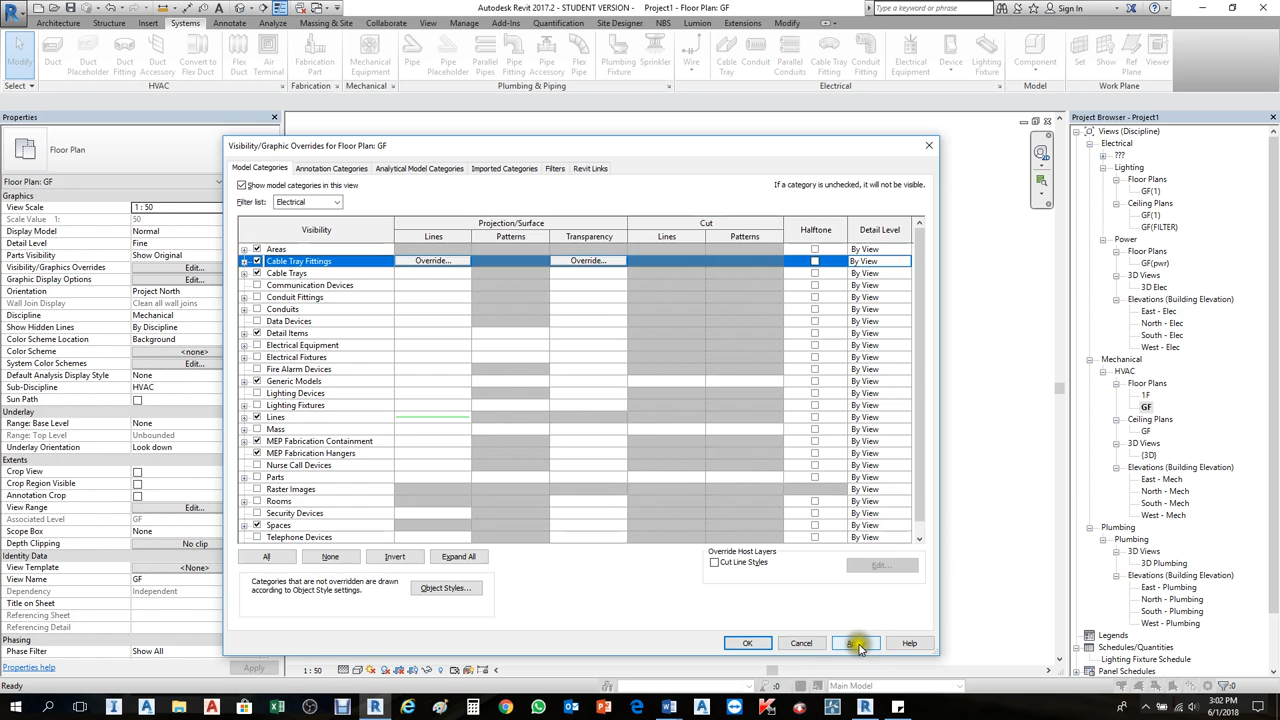 Autodesk Revit 2017.2 - STUDENT VERSION - Project1 - Floor Plan: GF
Type a keyword or phrase
Sign In
Architecture Structure Insert Systems Annotate Analyze Massing & Site Collaborate View Manage Add-Ins Quantification Site Designer NBS Lumion Extensions Modify
Modify
Duct
Duct Placeholder
Duct Fitting
Duct Accessory
Convert to Flex Duct
Flex Duct
Air Terminal
Fabrication Part
Mechanical Equipment
Pipe
Pipe Placeholder
Parallel Pipes
Pipe Fitting
Pipe Accessory
Flex Pipe
Plumbing Fixture
Sprinkler
Wire
Cable Tray
Conduit
Parallel Conduits
Cable Tray Fitting
Conduit Fitting
Electrical Equipment
Device
Lighting Fixture
Component
Set
Show
Ref Plane
Viewer
Select HVAC Fabrication Mechanical Plumbing & Piping Electrical Model Work Plane
Properties
Floor Plan
Floor Plan: GF
Graphics
View Scale 1 : 50
Scale Value 1: 50
Display Model Normal
Detail Level Fine
Parts Visibility Show Original
Visibility/Graphics Overrides Edit...
Graphic Display Options Edit...
Orientation Project North
Wall Join Display Clean all wall joins
Discipline Mechanical
Show Hidden Lines By Discipline
Color Scheme Location Background
Color Scheme <none>
System Color Schemes Edit...
Default Analysis Display Style None
Sub-Discipline HVAC
Sun Path
Underlay
Range: Base Level None
Range: Top Level Unbounded
Underlay Orientation Look down
Extents
Crop View
Crop Region Visible
Annotation Crop
View Range Edit...
Associated Level GF
Scope Box None
Depth Clipping No clip
Identity Data
View Template <None>
View Name GF
Dependency Independent
Title on Sheet
Referencing Sheet
Referencing Detail
Phasing
Phase Filter Show All
Properties help Apply
Visibility/Graphic Overrides for Floor Plan: GF
Model Categories Annotation Categories Analytical Model Categories Imported Categories Filters Revit Links
Show model categories in this view
If a category is unchecked, it will not be visible.
Filter list: Electrical
Visibility Projection/Surface Cut Halftone Detail Level
Lines Patterns Transparency Lines Patterns
Areas By View
Cable Tray Fittings Override... Override... By View
Cable Trays By View
Communication Devices By View
Conduit Fittings By View
Conduits By View
Data Devices By View
Detail Items By View
Electrical Equipment By View
Electrical Fixtures By View
Fire Alarm Devices By View
Generic Models By View
Lighting Devices By View
Lighting Fixtures By View
Lines By View
Mass By View
MEP Fabrication Containment By View
MEP Fabrication Hangers By View
Nurse Call Devices By View
Parts By View
Raster Images By View
Rooms By View
Security Devices By View
Spaces By View
Telephone Devices By View
All None Invert Expand All
Override Host Layers
Cut Line Styles Edit...
Categories that are not overridden are drawn
according to Object Style settings.
Object Styles...
OK Cancel Help
Project Browser - Project1
Views (Discipline)
Electrical
???
Lighting
Floor Plans
GF(1)
Ceiling Plans
GF(1)
GF(FILTER)
Power
Floor Plans
GF(pwr)
3D Views
3D Elec
Elevations (Building Elevation)
East - Elec
North - Elec
South - Elec
West - Elec
Mechanical
HVAC
Floor Plans
1F
GF
Ceiling Plans
GF
3D Views
{3D}
Elevations (Building Elevation)
East - Mech
North - Mech
South - Mech
West - Mech
Plumbing
Plumbing
3D Views
3D Plumbing
Elevations (Building Elevation)
East - Plumbing
North - Plumbing
South - Plumbing
West - Plumbing
Legends
Schedules/Quantities
Lighting Fixture Schedule
Panel Schedules
1 : 50
Ready
:0
Main Model
:0
3:02 PM
6/1/2018